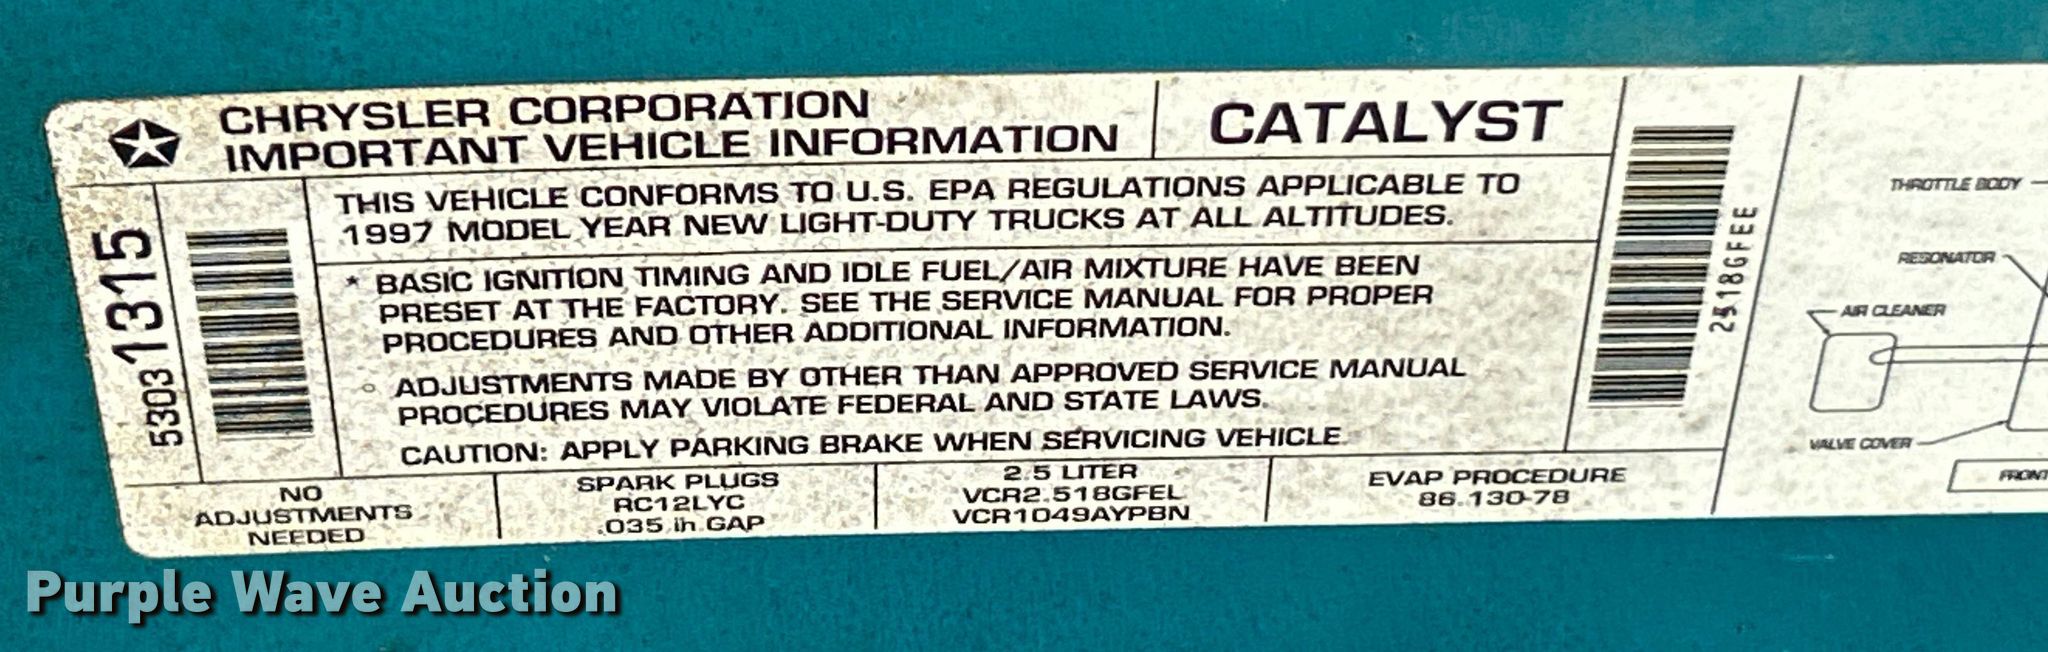 CHRYSLER CORPORATION
IMPORTANT VEHICLE INFORMATION
CATALYST
THIS VEHICLE CONFORMS TO U.S. EPA REGULATIONS APPLICABLE TO
1997 MODEL YEAR NEW LIGHT-DUTY TRUCKS AT ALL ALTITUDES.
* BASIC IGNITION TIMING AND IDLE FUEL/AIR MIXTURE HAVE BEEN
PRESET AT THE FACTORY. SEE THE SERVICE MANUAL FOR PROPER
PROCEDURES AND OTHER ADDITIONAL INFORMATION.
° ADJUSTMENTS MADE BY OTHER THAN APPROVED SERVICE MANUAL
PROCEDURES MAY VIOLATE FEDERAL AND STATE LAWS.
CAUTION: APPLY PARKING BRAKE WHEN SERVICING VEHICLE.
53031315
NO
ADJUSTMENTS
NEEDED
SPARK PLUGS
RC12LYC
.035 in GAP
2.5 LITER
VCR2.518GFEL
VCR1049AYPBN
EVAP PROCEDURE
86.130-78
THROTTLE BODY
RESONATOR
AIR CLEANER
VALVE COVER
FRONT
Purple Wave Auction